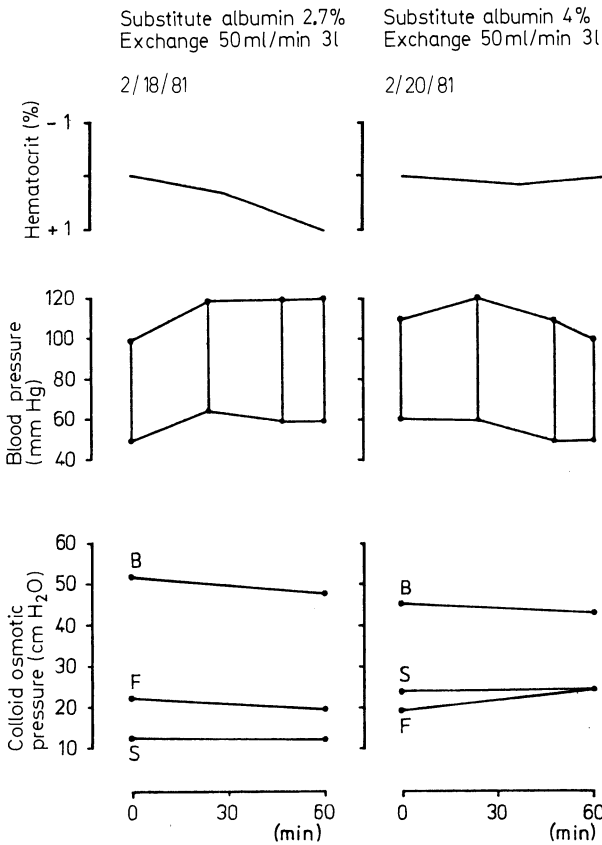 Substitute albumin 2.7%
Exchange 50ml/min 3l
2/18/81
Substitute albumin 4%
Exchange 50ml/min 3l
2/20/81
Hematocrit (%)
- 1
+ 1
Blood pressure
(mm Hg)
120
100
80
60
40
Colloid osmotic
pressure (cm H₂O)
60
50
40
30
20
10
B
F
S
B
S
F
0
30
60
(min)
0
30
60
(min)